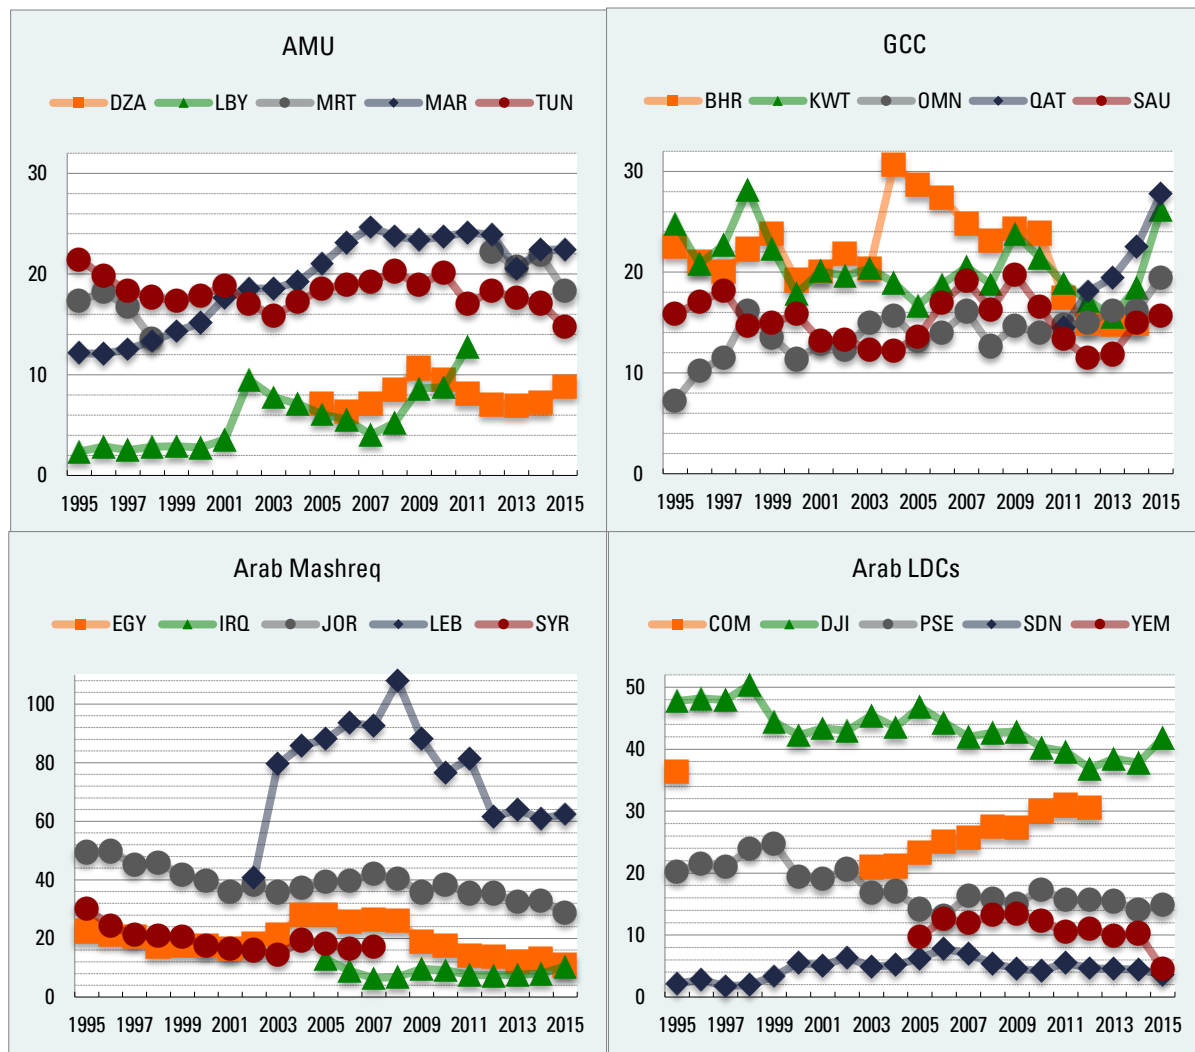 AMU
DZA LBY MRT MAR TUN
30
20
10
0
1995 1997 1999 2001 2003 2005 2007 2009 2011 2013 2015
GCC
BHR KWT OMN QAT SAU
30
20
10
0
1995 1997 1999 2001 2003 2005 2007 2009 2011 2013 2015
Arab Mashreq
EGY IRQ JOR LEB SYR
100
80
60
40
20
0
1995 1997 1999 2001 2003 2005 2007 2009 2011 2013 2015
Arab LDCs
COM DJI PSE SDN YEM
50
40
30
20
10
0
1995 1997 1999 2001 2003 2005 2007 2009 2011 2013 2015